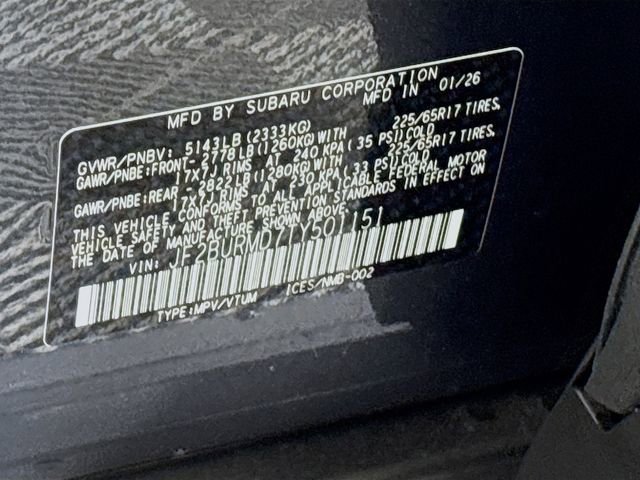 MFD BY SUBARU CORPORATION
MFD IN 01/26
GVWR/PNBV: 5143LB (2333KG)
GAWR/PNBE:FRONT-2778LB(1260KG)WITH 225/65R17 TIRES,
17X7J RIMS AT 240 KPA(35 PSI)COLD
GAWR/PNBE:REAR -2822LB(1280KG)WITH 225/65R17 TIRES,
17X7J RIMS AT 230 KPA(33 PSI)COLD
THIS VEHICLE CONFORMS TO ALL APPLICABLE FEDERAL MOTOR
VEHICLE SAFETY AND THEFT PREVENTION STANDARDS IN EFFECT ON
THE DATE OF MANUFACTURE SHOWN ABOVE.
VIN: JF2BURMD7TY501151
TYPE:MPV/VTUM ICES/NMB-002